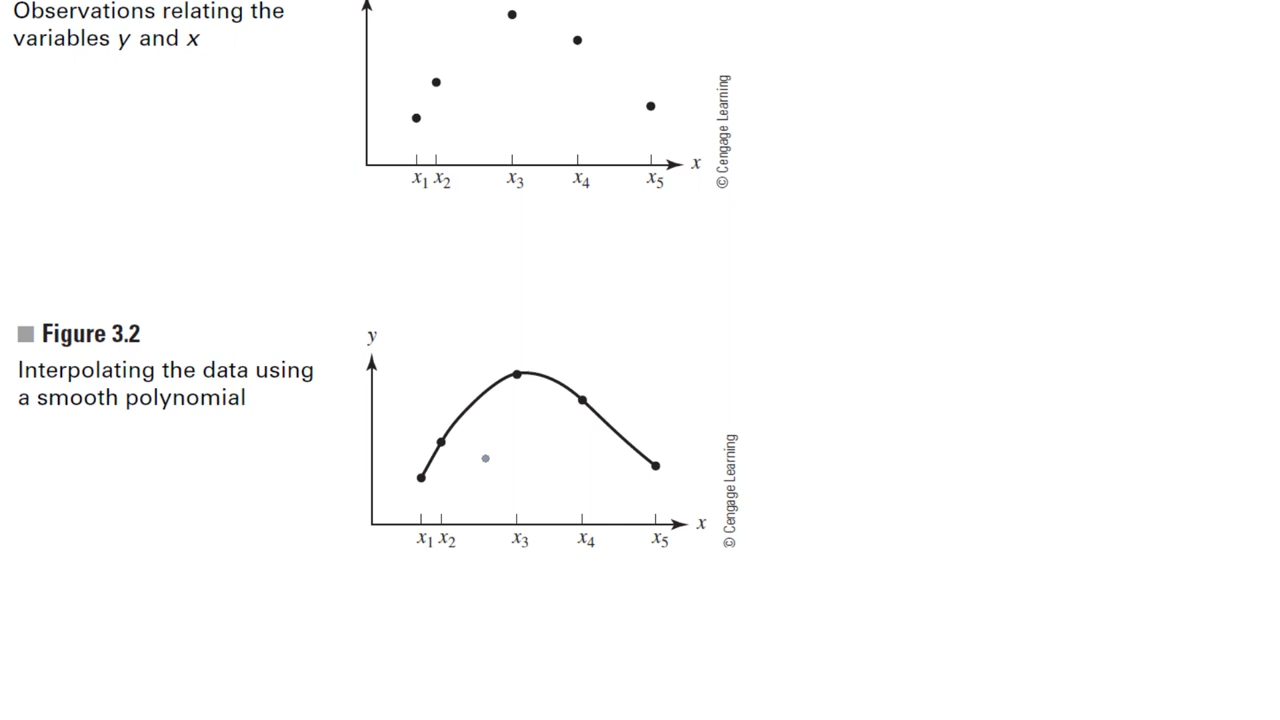 Observations relating the
variables y and x
x
x1 x2 x3 x4 x5
© Cengage Learning
Figure 3.2
Interpolating the data using
a smooth polynomial
y
x
x1 x2 x3 x4 x5
© Cengage Learning